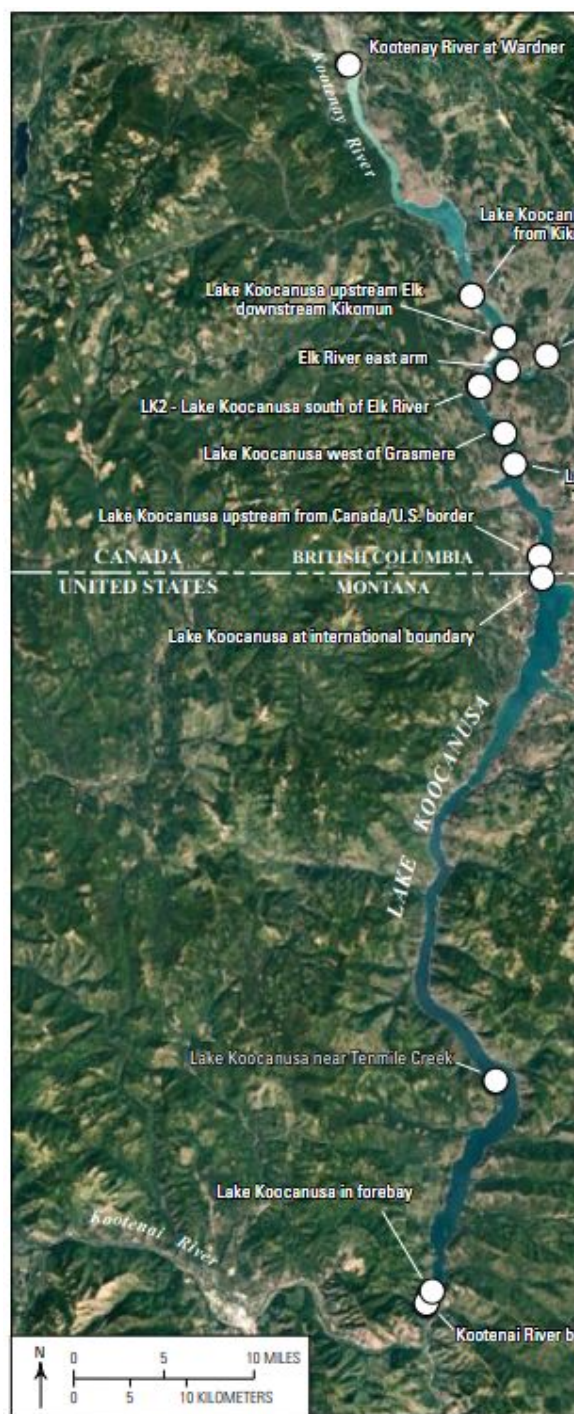 Kootenay River at Wardner
Kootenay River
Lake Koocan
from Kik
Lake Koocanusa upstream Elk
downstream Kikomun
Elk River east arm
LK2 - Lake Koocanusa south of Elk River
Lake Koocanusa west of Grasmere
L
Lake Koocanusa upstream from Canada/U.S. border
CANADA BRITISH COLUMBIA
UNITED STATES MONTANA
Lake Koocanusa at international boundary
LAKE KOOCANUSA
Lake Koocanusa near Tenmile Creek
Lake Koocanusa in forebay
Kootenai River
Kootenai River b
N
0 5 10 MILES
0 5 10 KILOMETERS